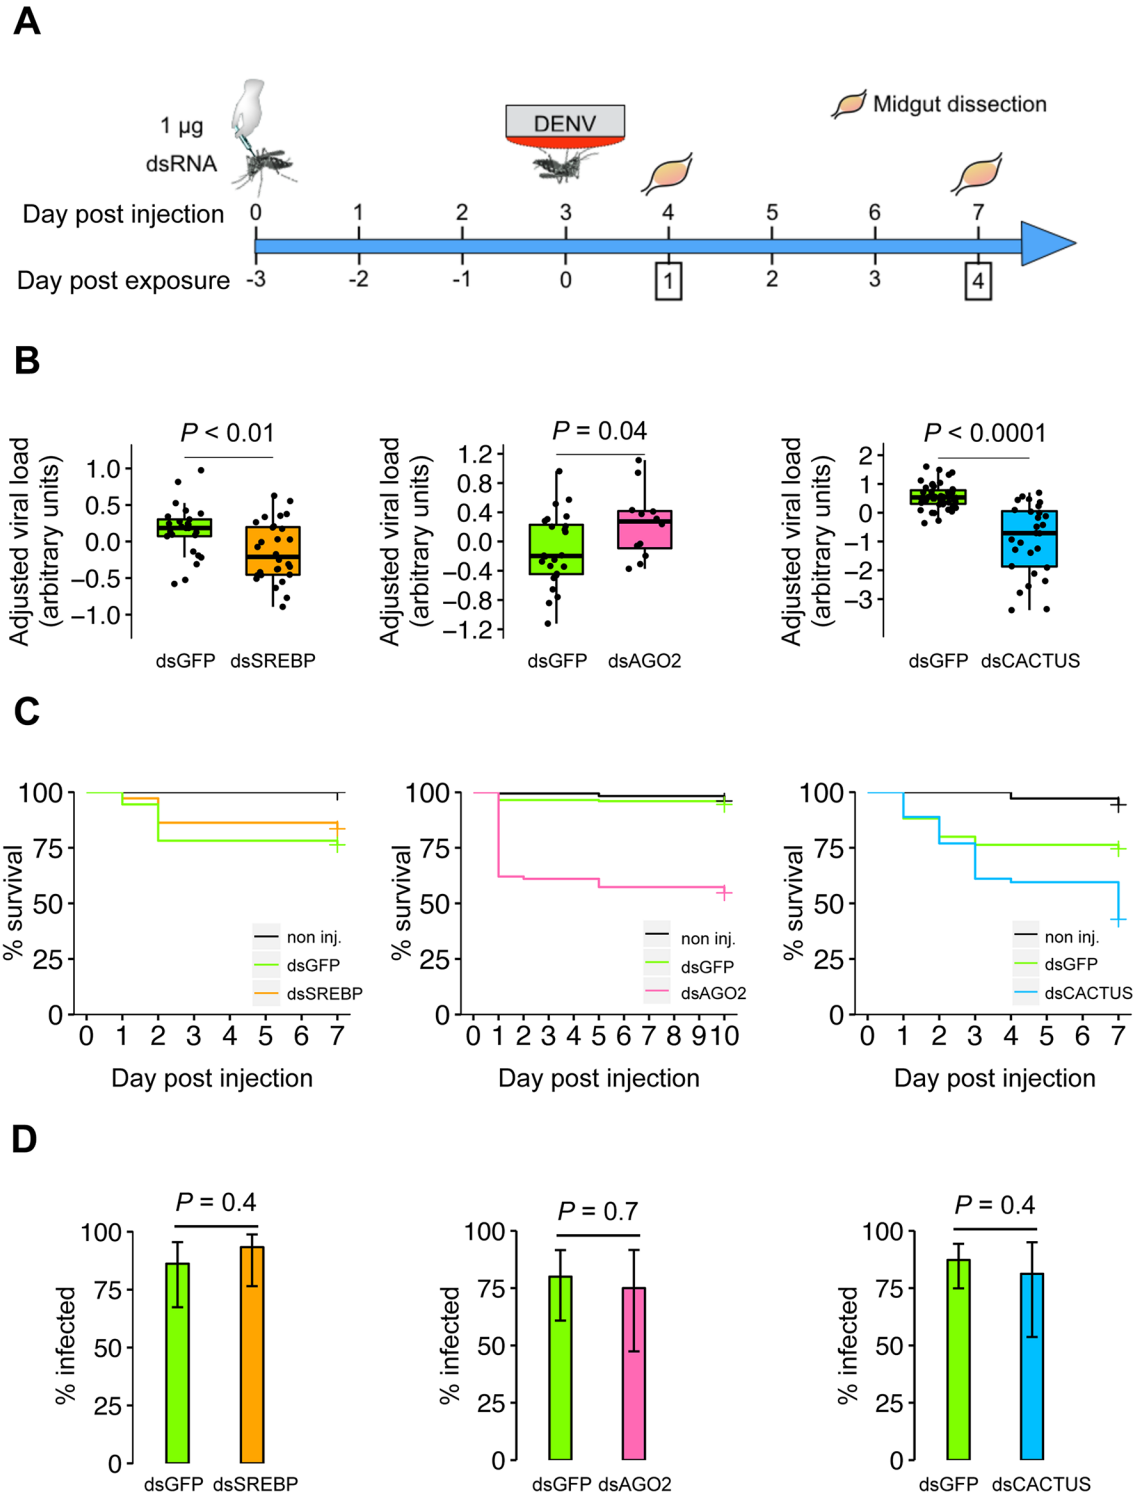 A
Midgut dissection
1 µg
dsRNA
DENV
Day post injection 0 1 2 3 4 5 6 7
Day post exposure -3 -2 -1 0 1 2 3 4
B
P < 0.01
Adjusted viral load
(arbitrary units)
1.0
0.5
0.0
−0.5
−1.0
dsGFP dsSREBP
P = 0.04
Adjusted viral load
(arbitrary units)
1.2
0.8
0.4
0.0
−0.4
−0.8
−1.2
dsGFP dsAGO2
P < 0.0001
Adjusted viral load
(arbitrary units)
2
1
0
−1
−2
−3
dsGFP dsCACTUS
C
% survival
100
75
50
25
0
non inj.
dsGFP
dsSREBP
0 1 2 3 4 5 6 7
Day post injection
% survival
100
75
50
25
0
non inj.
dsGFP
dsAGO2
0 1 2 3 4 5 6 7 8 9 10
Day post injection
% survival
100
75
50
25
0
non inj.
dsGFP
dsCACTUS
0 1 2 3 4 5 6 7
Day post injection
D
P = 0.4
% infected
100
75
50
25
0
dsGFP dsSREBP
P = 0.7
% infected
100
75
50
25
0
dsGFP dsAGO2
P = 0.4
% infected
100
75
50
25
0
dsGFP dsCACTUS